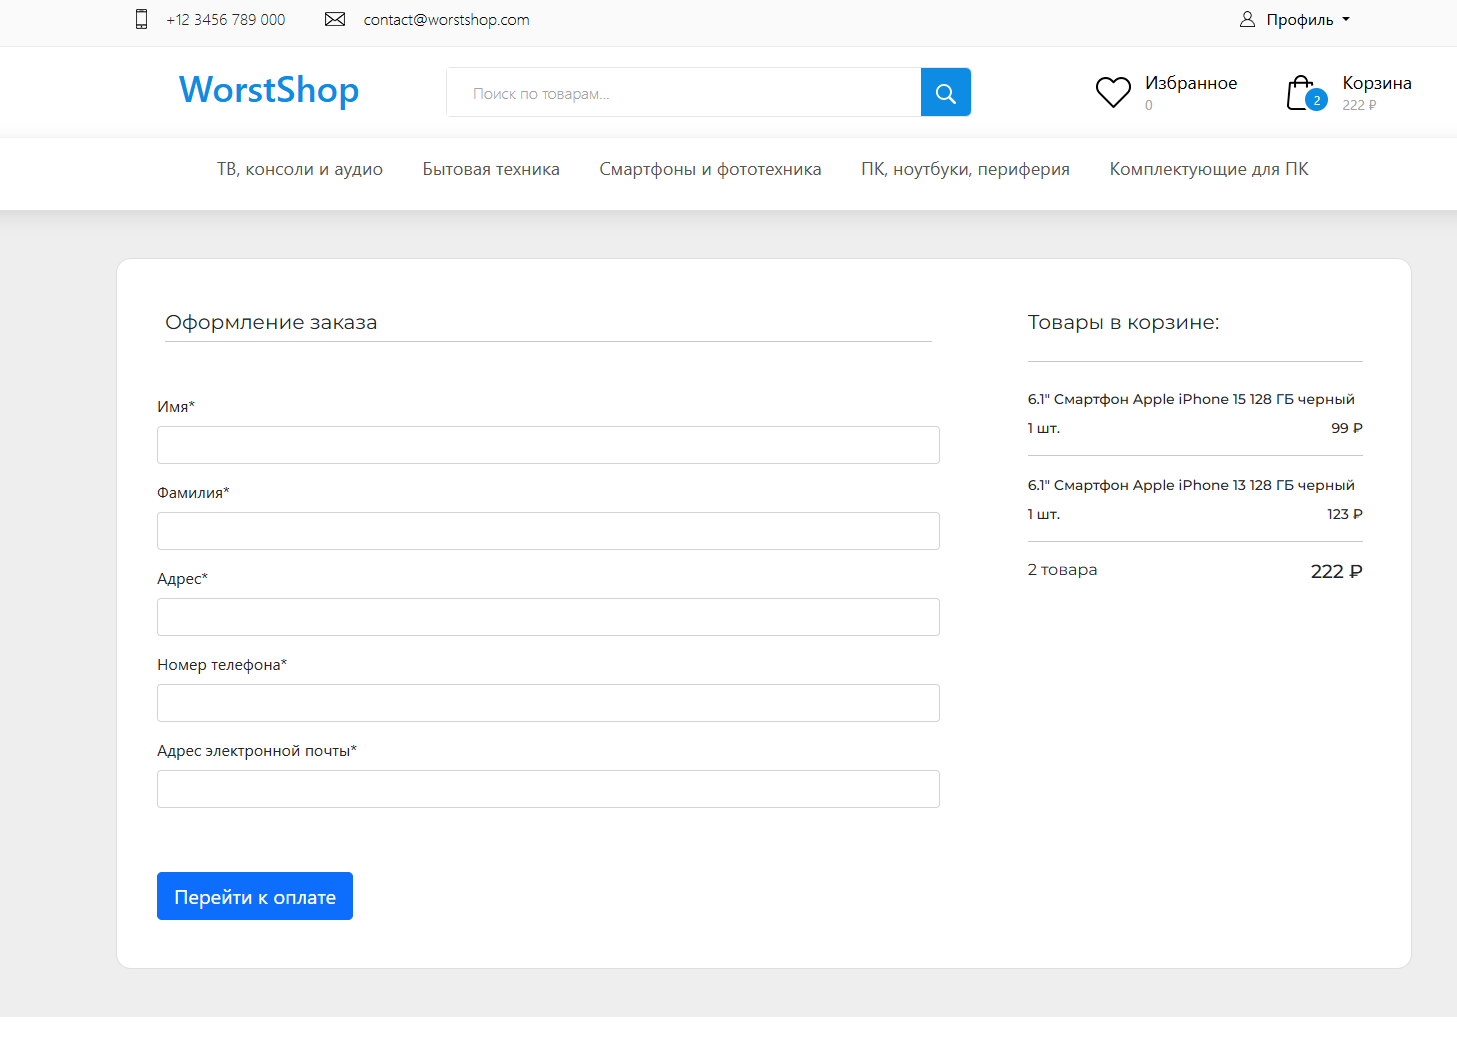 +12 3456 789 000 contact@worstshop.com Профиль
WorstShop
Поиск по товарам...
Избранное
0
2
Корзина
222 ₽
ТВ, консоли и аудио Бытовая техника Смартфоны и фототехника ПК, ноутбуки, периферия Комплектующие для ПК
Оформление заказа
Имя*
Фамилия*
Адрес*
Номер телефона*
Адрес электронной почты*
Перейти к оплате
Товары в корзине:
6.1" Смартфон Apple iPhone 15 128 ГБ черный
1 шт. 99 ₽
6.1" Смартфон Apple iPhone 13 128 ГБ черный
1 шт. 123 ₽
2 товара 222 ₽